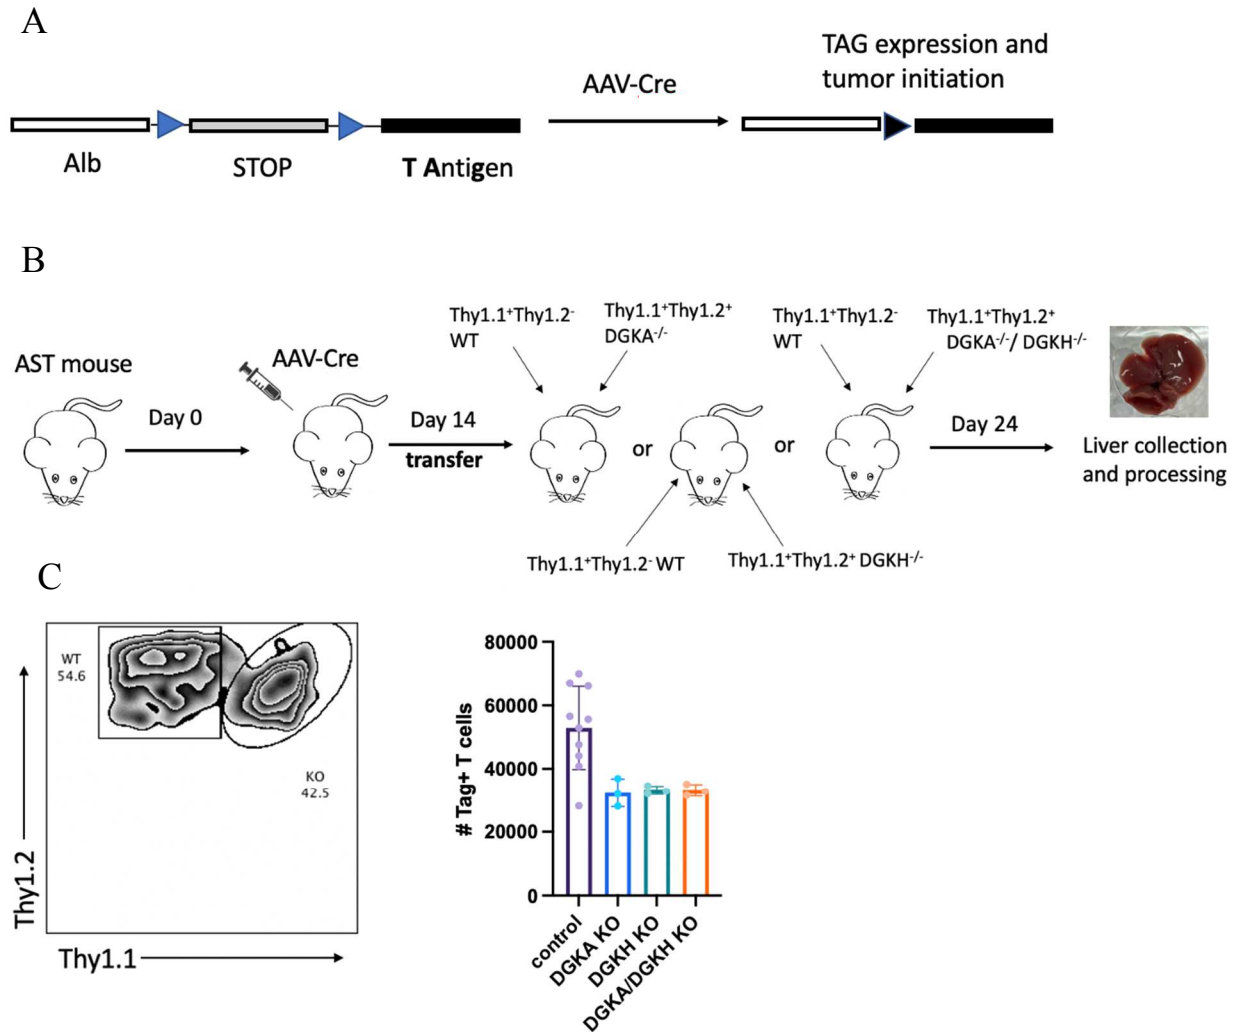 A
TAG expression and
tumor initiation
AAV-Cre
Alb
STOP
T Antigen
B
AST mouse
Day 0
AAV-Cre
Day 14
transfer
Thy1.1⁺Thy1.2⁻
WT
Thy1.1⁺Thy1.2⁺
DGKA⁻/⁻
or
Thy1.1⁺Thy1.2⁻ WT
Thy1.1⁺Thy1.2⁺ DGKH⁻/⁻
or
Thy1.1⁺Thy1.2⁻
WT
Thy1.1⁺Thy1.2⁺
DGKA⁻/⁻/ DGKH⁻/⁻
Day 24
Liver collection
and processing
C
WT
54.6
KO
42.5
Thy1.2
Thy1.1
# Tag+ T cells
80000
60000
40000
20000
0
control
DGKA KO
DGKH KO
DGKA/DGKH KO